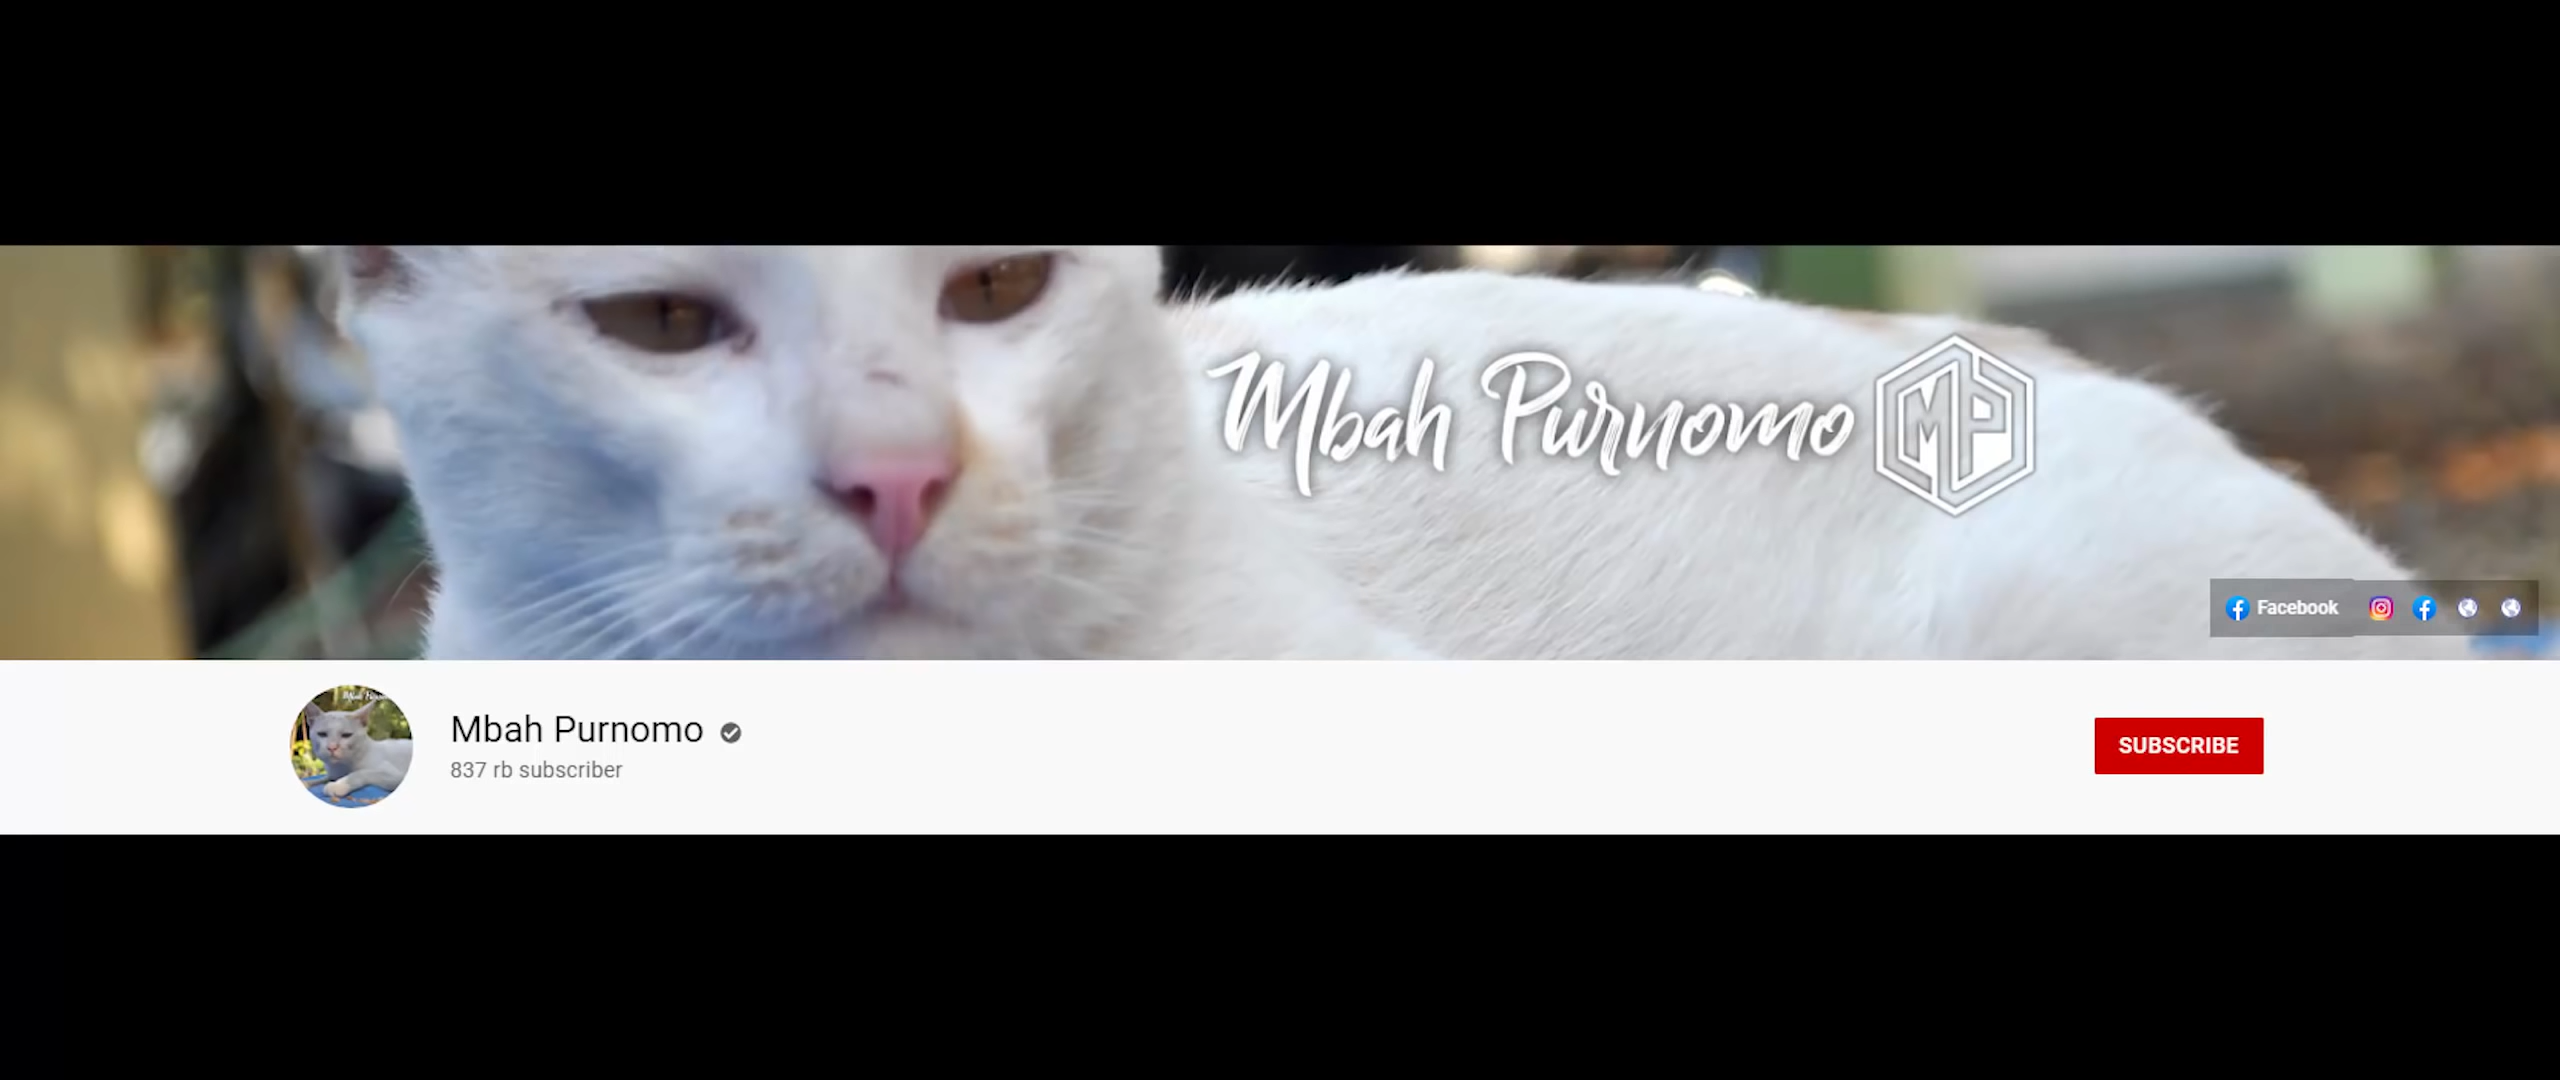 Mbah Purnomo MP
Facebook
Mbah Purnomo
837 rb subscriber
SUBSCRIBE